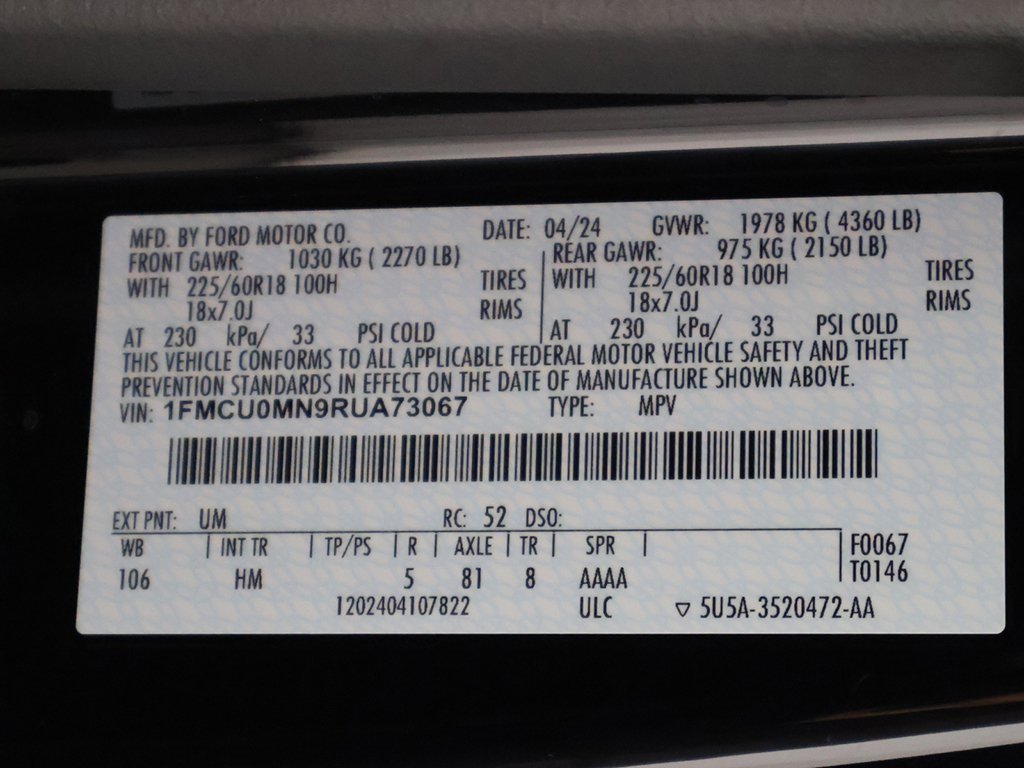 MFD. BY FORD MOTOR CO. DATE: 04/24 GVWR: 1978 KG ( 4360 LB)
FRONT GAWR: 1030 KG ( 2270 LB) REAR GAWR: 975 KG ( 2150 LB)
WITH 225/60R18 100H TIRES WITH 225/60R18 100H TIRES
18x7.0J RIMS 18x7.0J RIMS
AT 230 kPa/ 33 PSI COLD AT 230 kPa/ 33 PSI COLD
THIS VEHICLE CONFORMS TO ALL APPLICABLE FEDERAL MOTOR VEHICLE SAFETY AND THEFT
PREVENTION STANDARDS IN EFFECT ON THE DATE OF MANUFACTURE SHOWN ABOVE.
VIN: 1FMCU0MN9RUA73067 TYPE: MPV
EXT PNT: UM RC: 52 DSO:
WB INT TR TP/PS R AXLE TR SPR F0067
106 HM 5 81 8 AAAA T0146
1202404107822 ULC ▽ 5U5A-3520472-AA